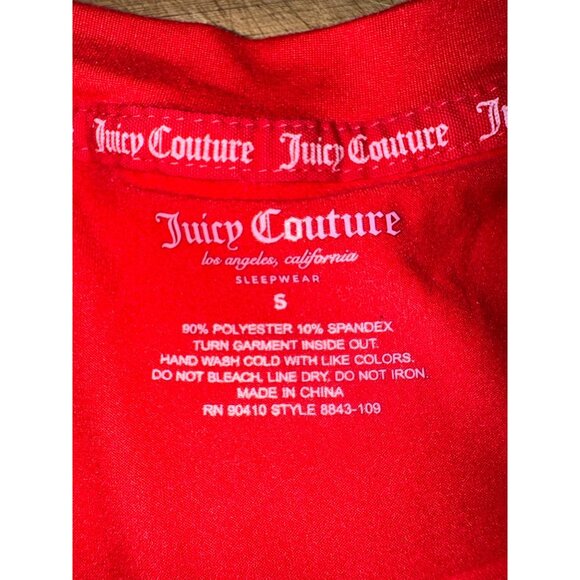 Juicy Couture Juicy Couture Ju
Juicy Couture
los angeles, california
SLEEPWEAR
S
90% POLYESTER 10% SPANDEX
TURN GARMENT INSIDE OUT.
HAND WASH COLD WITH LIKE COLORS.
DO NOT BLEACH, LINE DRY, DO NOT IRON.
MADE IN CHINA
RN 90410 STYLE 8843-109